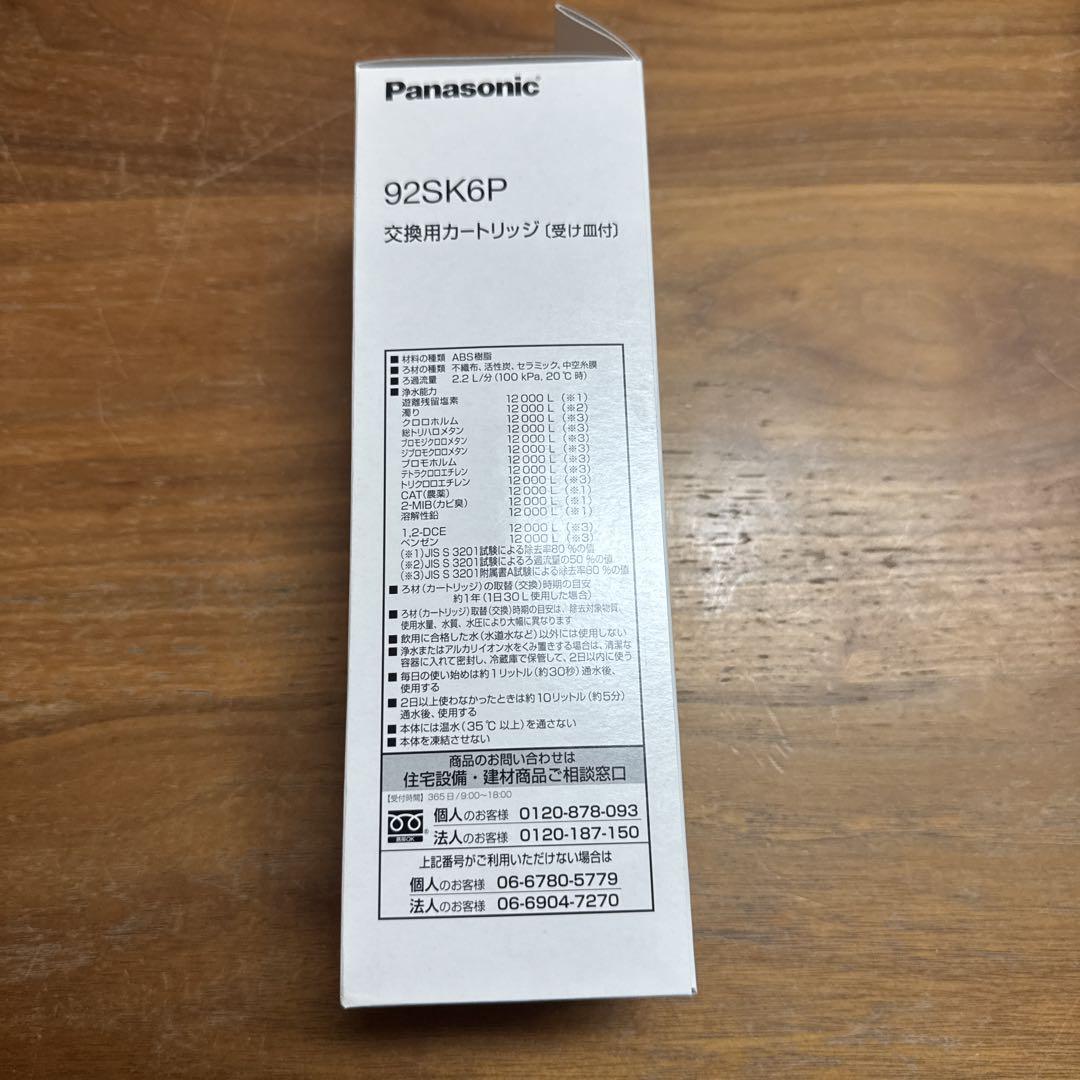 Panasonic
92SK6P
交換用カートリッジ〔受け皿付〕
■材料の種類 ABS樹脂
■ろ材の種類 不織布、活性炭、セラミック、中空糸膜
■ろ過流量 2.2 L/分(100 kPa, 20℃時)
■浄水能力
遊離残留塩素 12000 L (※1)
濁り 12000 L (※2)
クロロホルム 12000 L (※3)
総トリハロメタン 12000 L (※3)
ブロモジクロロメタン 12000 L (※3)
ジブロモクロロメタン 12000 L (※3)
ブロモホルム 12000 L (※3)
テトラクロロエチレン 12000 L (※3)
トリクロロエチレン 12000 L (※3)
CAT(農薬) 12000 L (※1)
2-MIB(カビ臭) 12000 L (※1)
溶解性鉛 12000 L (※1)
1,2-DCE 12000 L (※3)
ベンゼン 12000 L (※3)
(※1)JIS S 3201試験による除去率80 %の値
(※2)JIS S 3201試験によるろ過流量の50 %の値
(※3)JIS S 3201附属書A試験による除去率80 %の値
■ろ材(カートリッジ)の取替(交換)時期の目安
約1年(1日30L使用した場合)
■ろ材(カートリッジ)取替(交換)時期の目安は、除去対象物質、
使用水量、水質、水圧により大幅に異なります
■飲用に合格した水(水道水など)以外には使用しない
■浄水またはアルカリイオン水をくみ置きする場合は、清潔な
容器に入れて密封し、冷蔵庫で保管して、2日以内に使う
■毎日の使い始めは約1リットル(約30秒)通水後、
使用する
■2日以上使わなかったときは約10リットル(約5分)
通水後、使用する
■本体には温水(35℃以上)を通さない
■本体を凍結させない
商品のお問い合わせは
住宅設備・建材商品ご相談窓口
【受付時間】365日/9:00~18:00
個人のお客様 0120-878-093
携帯OK
法人のお客様 0120-187-150
上記番号がご利用いただけない場合は
個人のお客様 06-6780-5779
法人のお客様 06-6904-7270